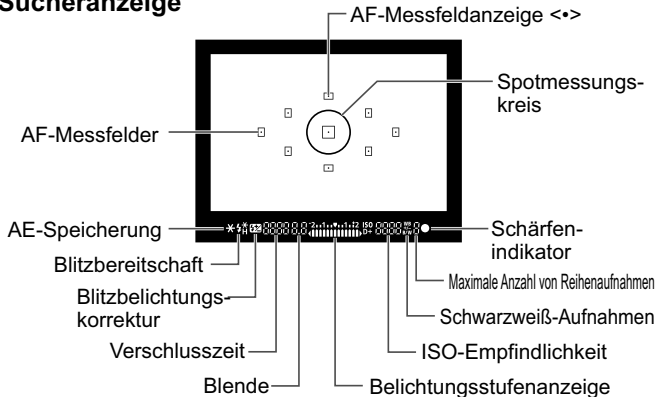 Sucheranzeige
AF-Messfeldanzeige <•>
Spotmessungs-
kreis
AF-Messfelder
AE-Speicherung
Schärfen-
indikator
Blitzbereitschaft
Maximale Anzahl von Reihenaufnahmen
Blitzbelichtungs-
korrektur
Schwarzweiß-Aufnahmen
Verschlusszeit
ISO-Empfindlichkeit
Blende
Belichtungsstufenanzeige